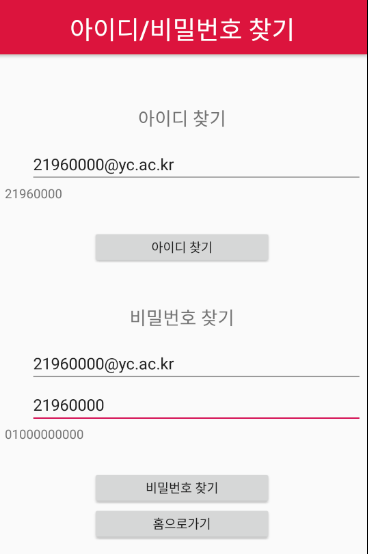 아이디/비밀번호 찾기
아이디 찾기
21960000@yc.ac.kr
21960000
아이디 찾기
비밀번호 찾기
21960000@yc.ac.kr
21960000
01000000000
비밀번호 찾기
홈으로가기